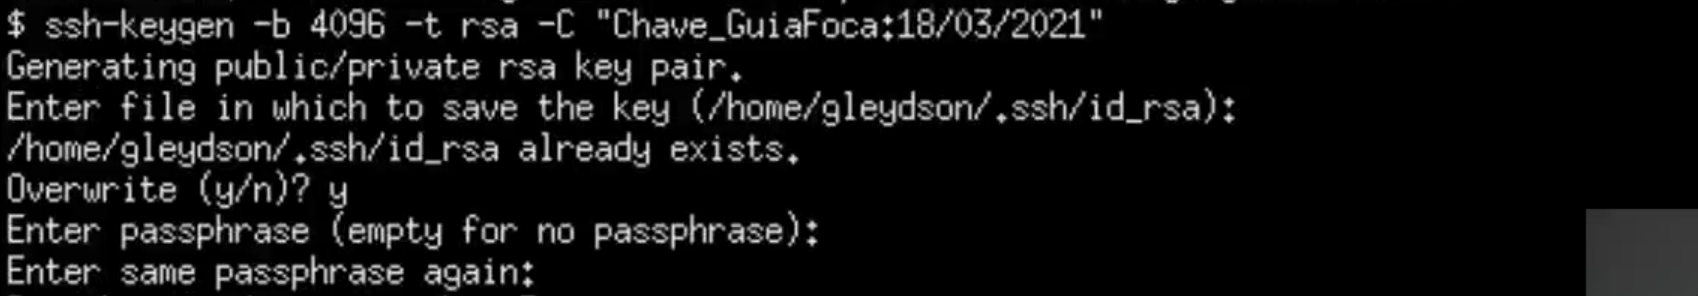 $ ssh-keygen -b 4096 -t rsa -C "Chave_GuiaFoca:18/03/2021"
Generating public/private rsa key pair.
Enter file in which to save the key (/home/gleydson/.ssh/id_rsa):
/home/gleydson/.ssh/id_rsa already exists.
Overwrite (y/n)? y
Enter passphrase (empty for no passphrase):
Enter same passphrase again: